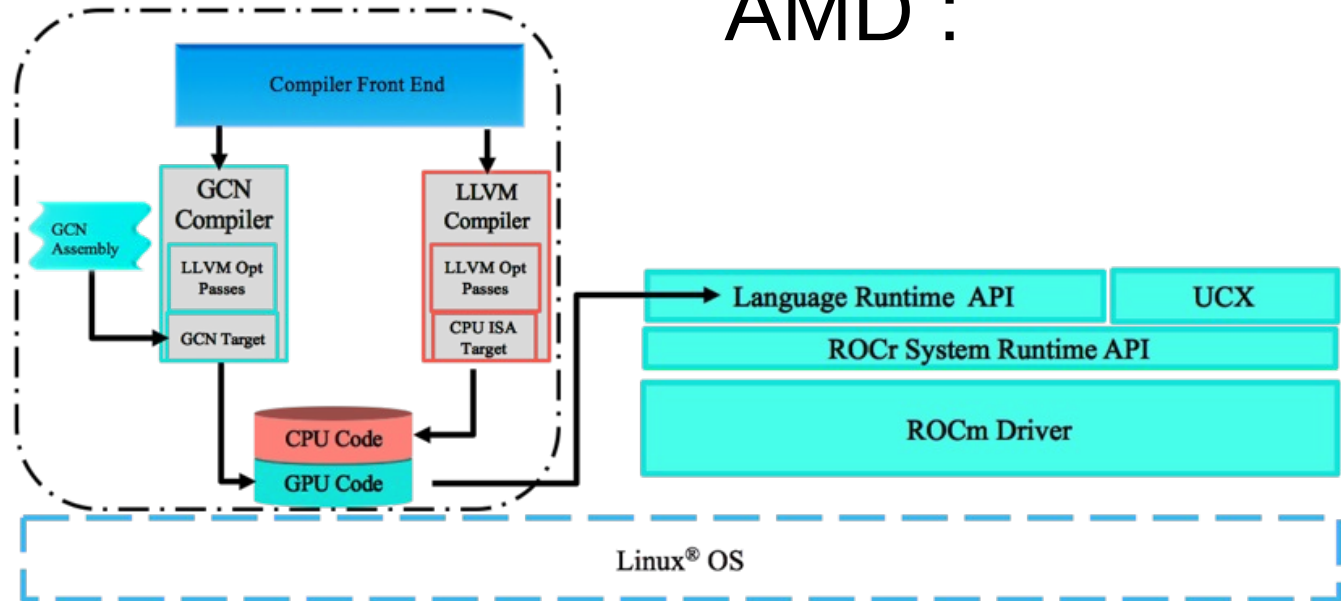 AMD :
Compiler Front End
GCN
Compiler
LLVM
Compiler
GCN
Assembly
LLVM Opt
Passes
LLVM Opt
Passes
GCN Target
CPU ISA
Target
Language Runtime API
UCX
ROCr System Runtime API
CPU Code
ROCm Driver
GPU Code
Linux® OS